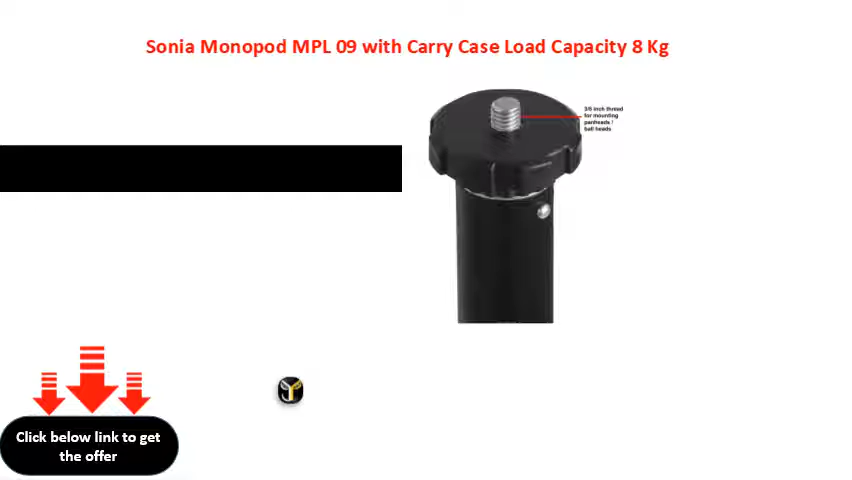 Sonia Monopod MPL 09 with Carry Case Load Capacity 8 Kg
3/8 inch thread
for mounting
panheads /
ball heads
Click below link to get
the offer